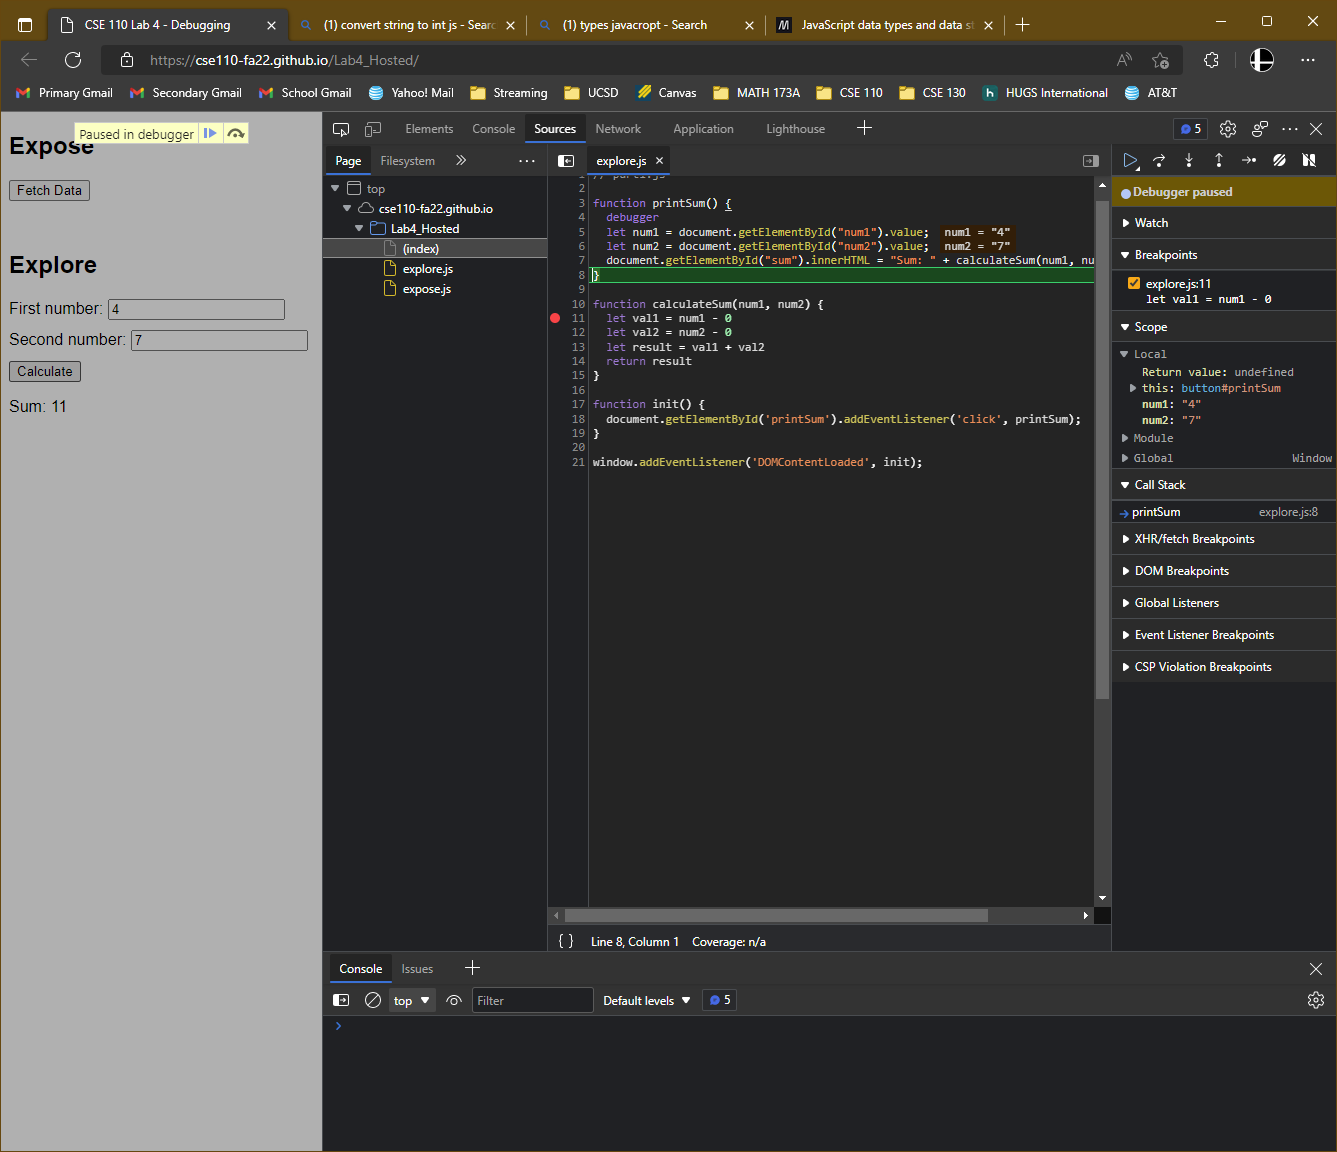 CSE 110 Lab 4 - Debugging
(1) convert string to int js - Searc
(1) types javacropt - Search
JavaScript data types and data st
https://cse110-fa22.github.io/Lab4_Hosted/
Primary Gmail
Secondary Gmail
School Gmail
Yahoo! Mail
Streaming
UCSD
Canvas
MATH 173A
CSE 110
CSE 130
HUGS International
AT&T
Paused in debugger
Expose
Fetch Data
Explore
First number: 4
Second number: 7
Calculate
Sum: 11
Elements Console Sources Network Application Lighthouse
5
Page Filesystem
top
cse110-fa22.github.io
Lab4_Hosted
(index)
explore.js
expose.js
explore.js
1 // part1.js
2
3 function printSum() {
4 debugger
5 let num1 = document.getElementById("num1").value; num1 = "4"
6 let num2 = document.getElementById("num2").value; num2 = "7"
7 document.getElementById("sum").innerHTML = "Sum: " + calculateSum(num1, nu
8 }
9
10 function calculateSum(num1, num2) {
11 let val1 = num1 - 0
12 let val2 = num2 - 0
13 let result = val1 + val2
14 return result
15 }
16
17 function init() {
18 document.getElementById('printSum').addEventListener('click', printSum);
19 }
20
21 window.addEventListener('DOMContentLoaded', init);
{ } Line 8, Column 1 Coverage: n/a
Debugger paused
Watch
Breakpoints
explore.js:11
let val1 = num1 - 0
Scope
Local
Return value: undefined
this: button#printSum
num1: "4"
num2: "7"
Module
Global Window
Call Stack
printSum explore.js:8
XHR/fetch Breakpoints
DOM Breakpoints
Global Listeners
Event Listener Breakpoints
CSP Violation Breakpoints
Console Issues
top
Filter
Default levels
5